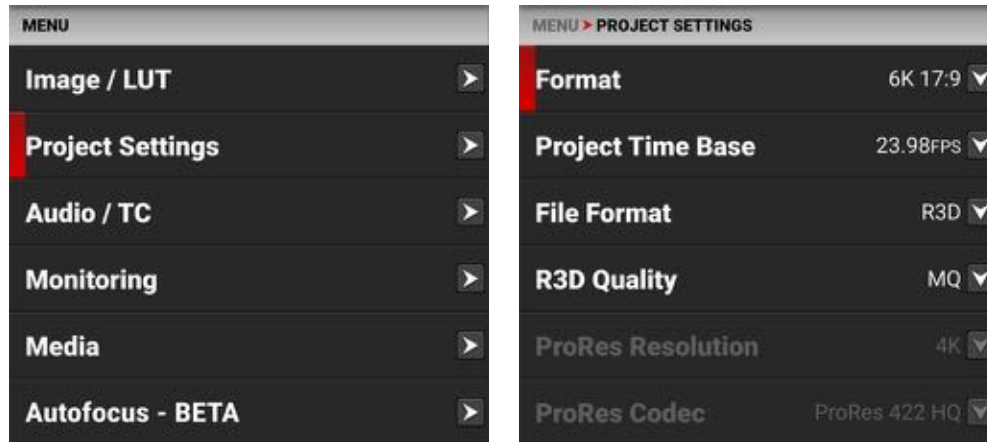 MENU
Image / LUT
Project Settings
Audio / TC
Monitoring
Media
Autofocus - BETA
MENU > PROJECT SETTINGS
Format 6K 17:9
Project Time Base 23.98FPS
File Format R3D
R3D Quality MQ
ProRes Resolution 4K
ProRes Codec ProRes 422 HQ